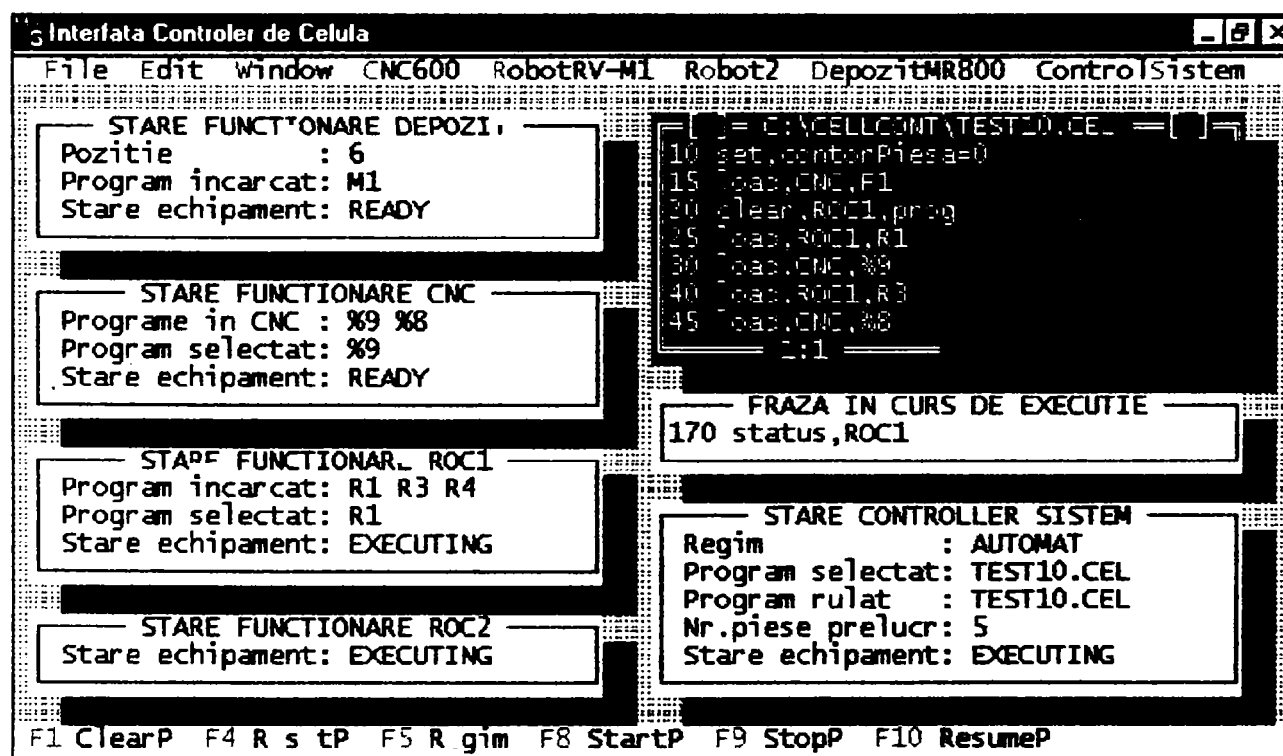 Interfata Controler de Celula
File Edit Window CNC600 RobotRV-M1 Robot2 DepozitMR800 ControlSistem
STARE FUNCTIONARE DEPOZIT
Pozitie : 6
Program incarcat: M1
Stare echipament: READY
STARE FUNCTIONARE CNC
Programe in CNC : %9 %8
Program selectat: %9
Stare echipament: READY
STARE FUNCTIONARE ROC1
Program incarcat: R1 R3 R4
Program selectat: R1
Stare echipament: EXECUTING
STARE FUNCTIONARE ROC2
Stare echipament: EXECUTING
C:\CELLCONT\TEST10.CEL
10 set,contorPiesa=0
15 load,CNC,F1
20 clear,ROC1,prog
25 load,ROC1,R1
30 load,CNC,%9
40 load,ROC1,R3
45 load,CNC,%8
1:1
FRAZA IN CURS DE EXECUTIE
170 status,ROC1
STARE CONTROLLER SISTEM
Regim : AUTOMAT
Program selectat: TEST10.CEL
Program rulat : TEST10.CEL
Nr.piese prelucr: 5
Stare echipament: EXECUTING
F1 ClearP F4 R s tP F5 R gim F8 StartP F9 StopP F10 ResumeP